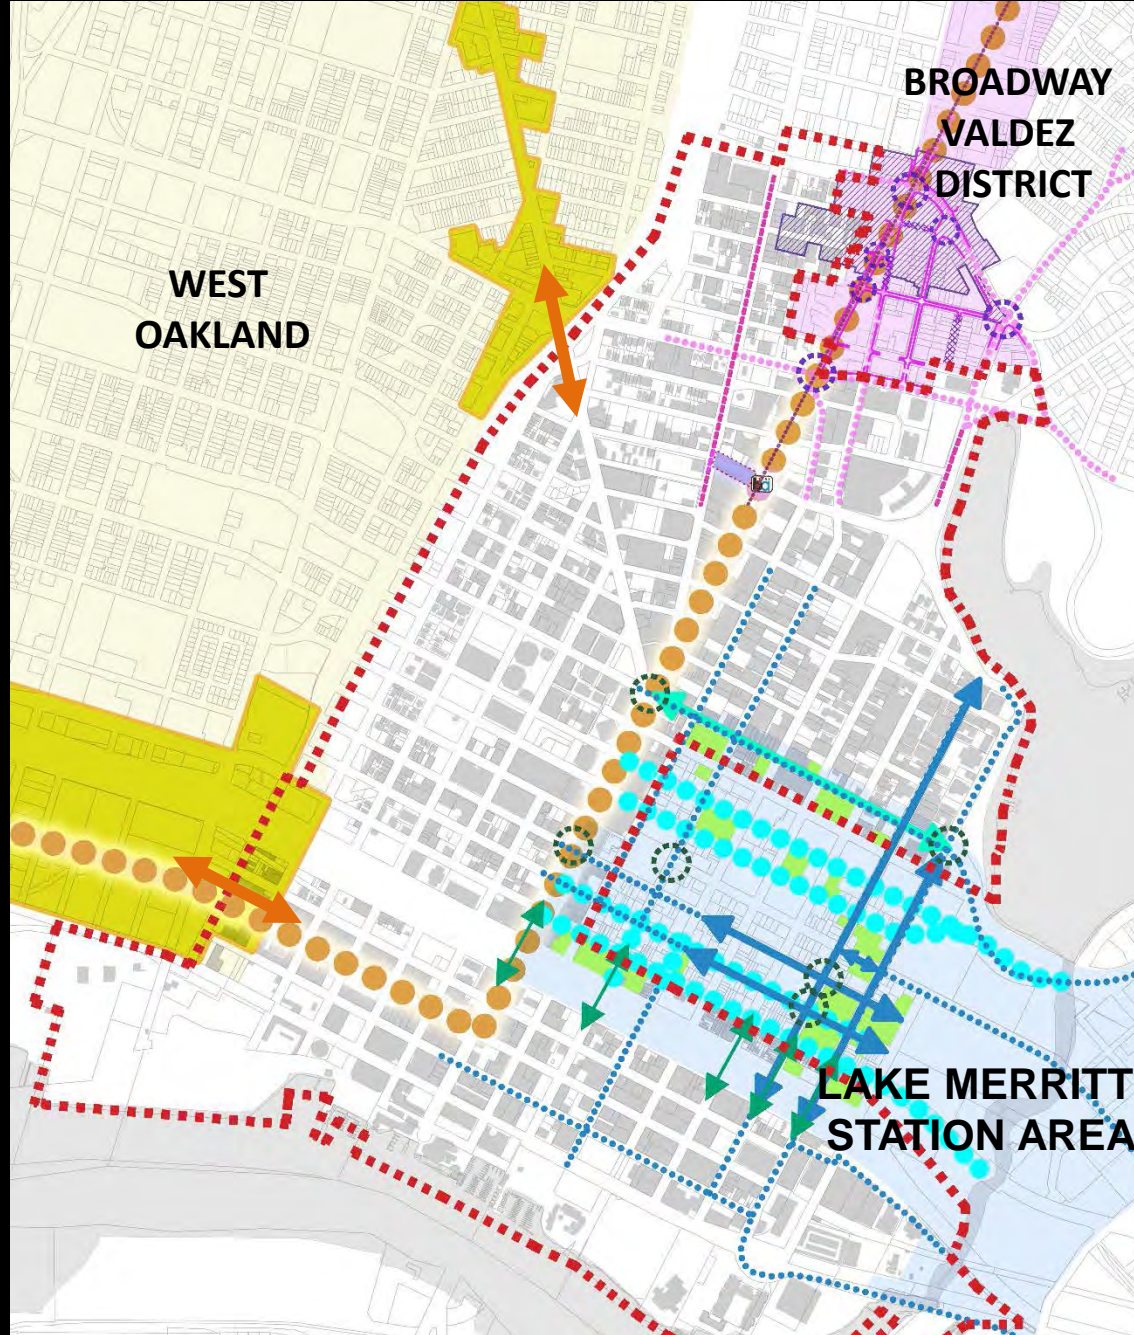 BROADWAY
VALDEZ
DISTRICT
WEST
OAKLAND
LAKE MERRITT
STATION AREA